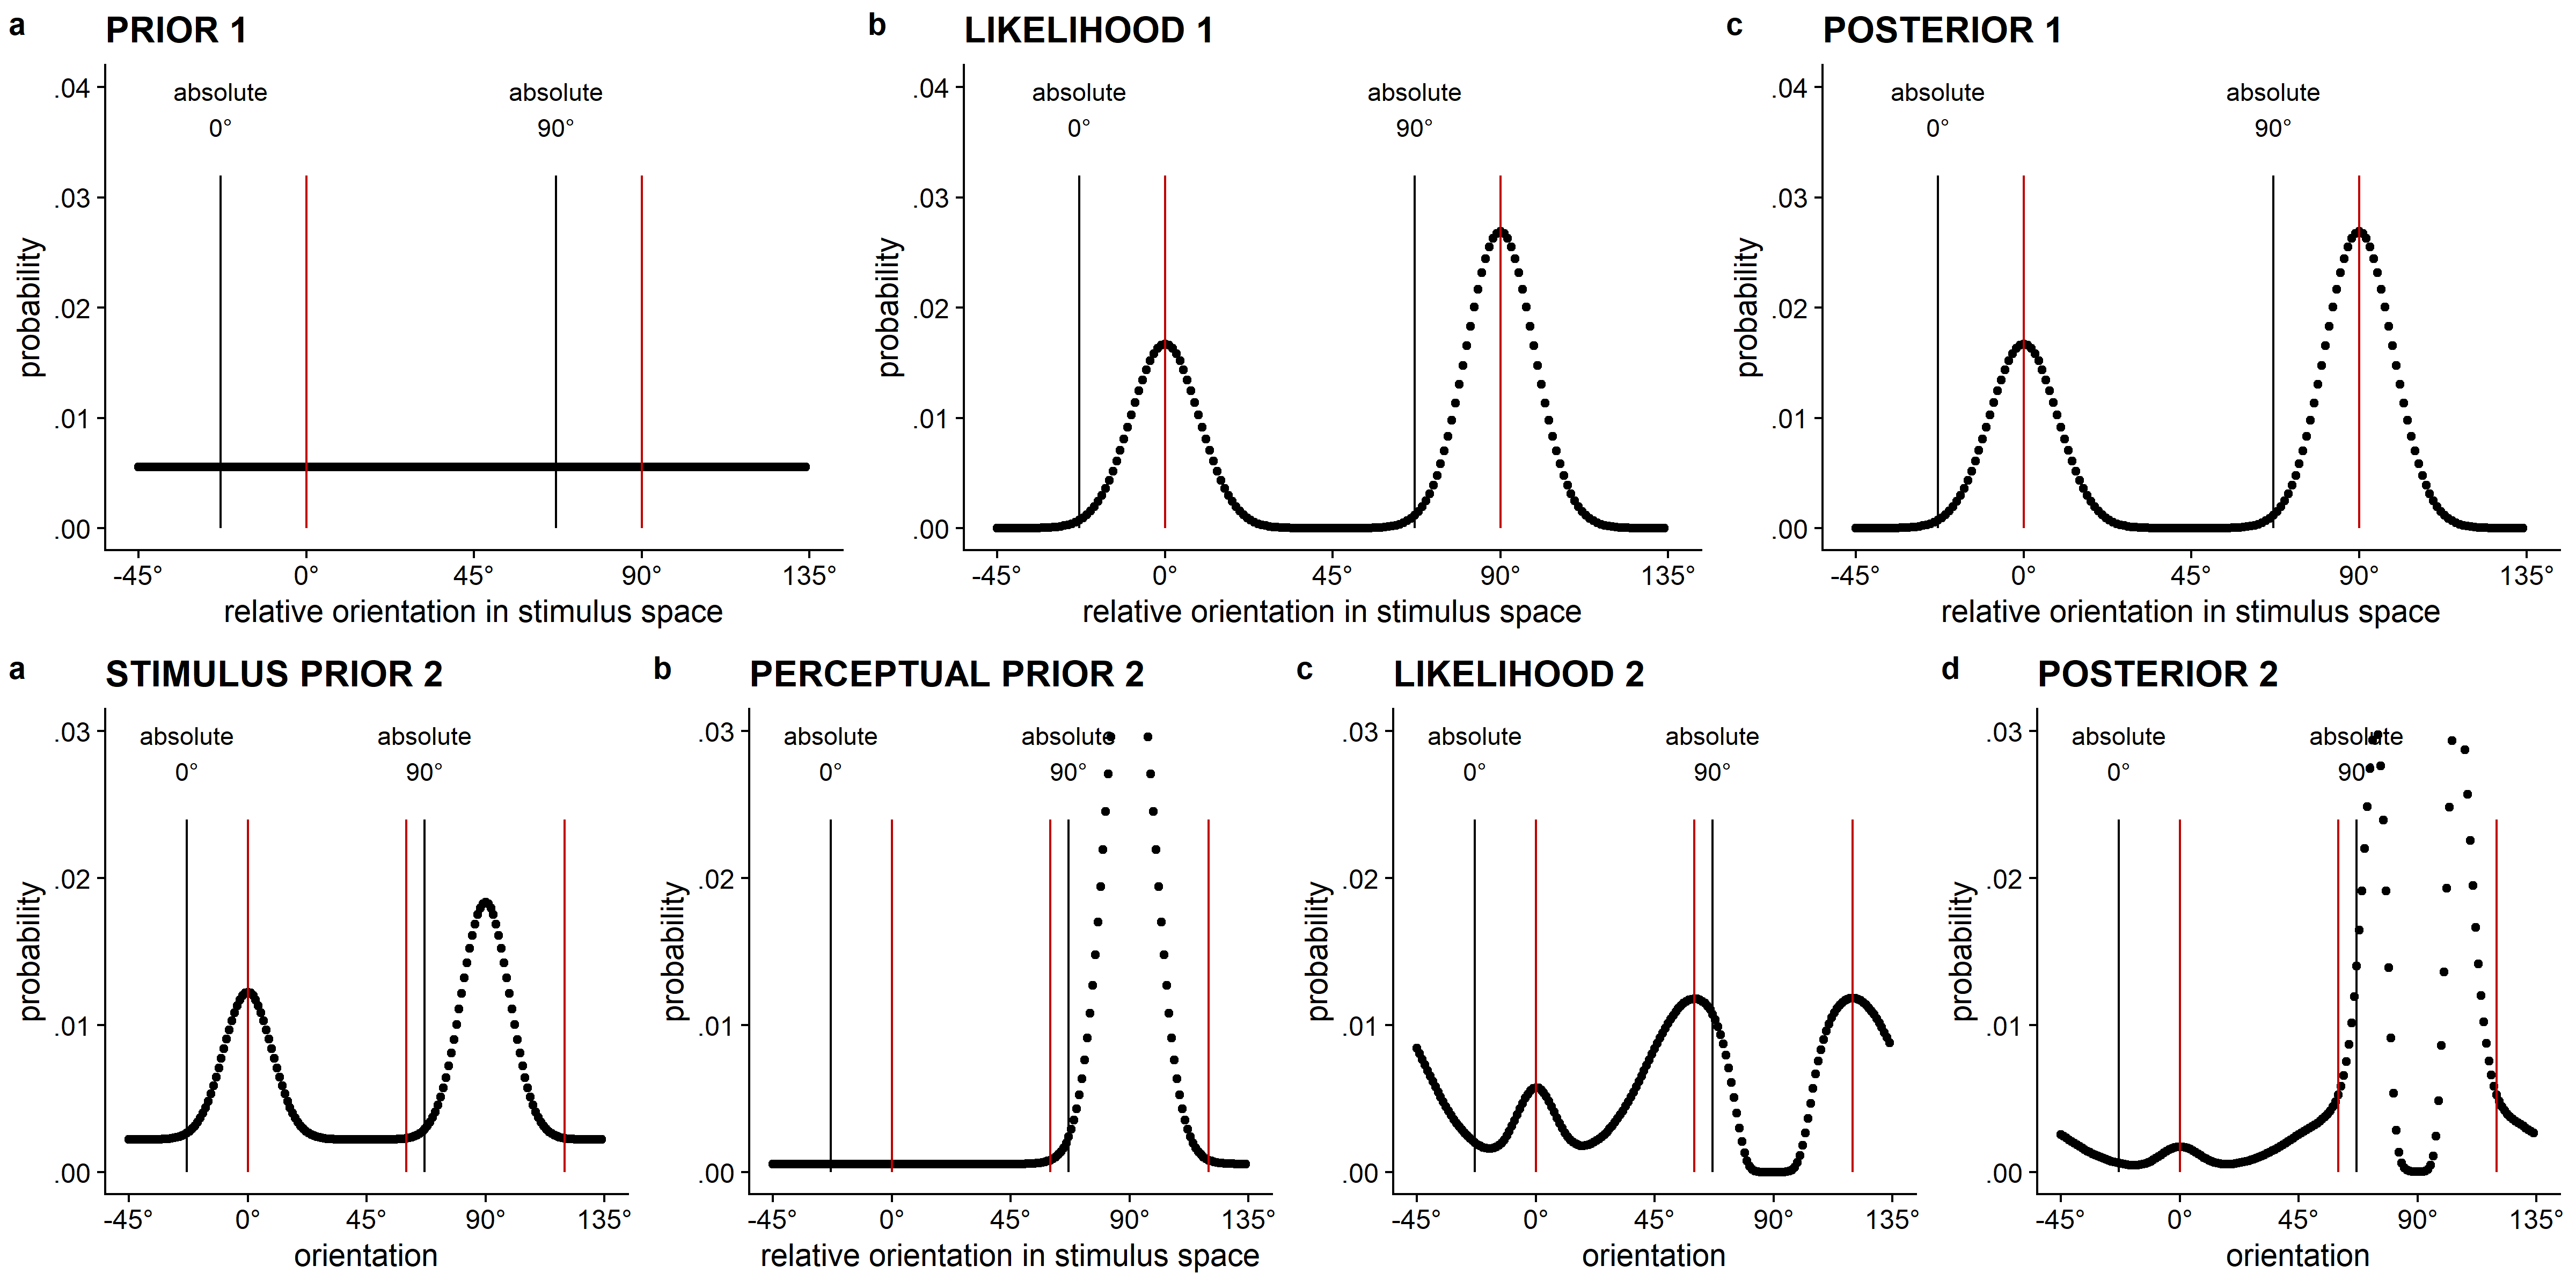 a PRIOR 1
absolute absolute
0° 90°
.04
.03
.02
.01
.00
probability
-45° 0° 45° 90° 135°
relative orientation in stimulus space
b LIKELIHOOD 1
absolute absolute
0° 90°
.04
.03
.02
.01
.00
probability
-45° 0° 45° 90° 135°
relative orientation in stimulus space
c POSTERIOR 1
absolute absolute
0° 90°
.04
.03
.02
.01
.00
probability
-45° 0° 45° 90° 135°
relative orientation in stimulus space
a STIMULUS PRIOR 2
absolute absolute
0° 90°
.03
.02
.01
.00
probability
-45° 0° 45° 90° 135°
orientation
b PERCEPTUAL PRIOR 2
absolute absolute
0° 90°
.03
.02
.01
.00
probability
-45° 0° 45° 90° 135°
relative orientation in stimulus space
c LIKELIHOOD 2
absolute absolute
0° 90°
.03
.02
.01
.00
probability
-45° 0° 45° 90° 135°
orientation
d POSTERIOR 2
absolute absolute
0° 90°
.03
.02
.01
.00
probability
-45° 0° 45° 90° 135°
orientation